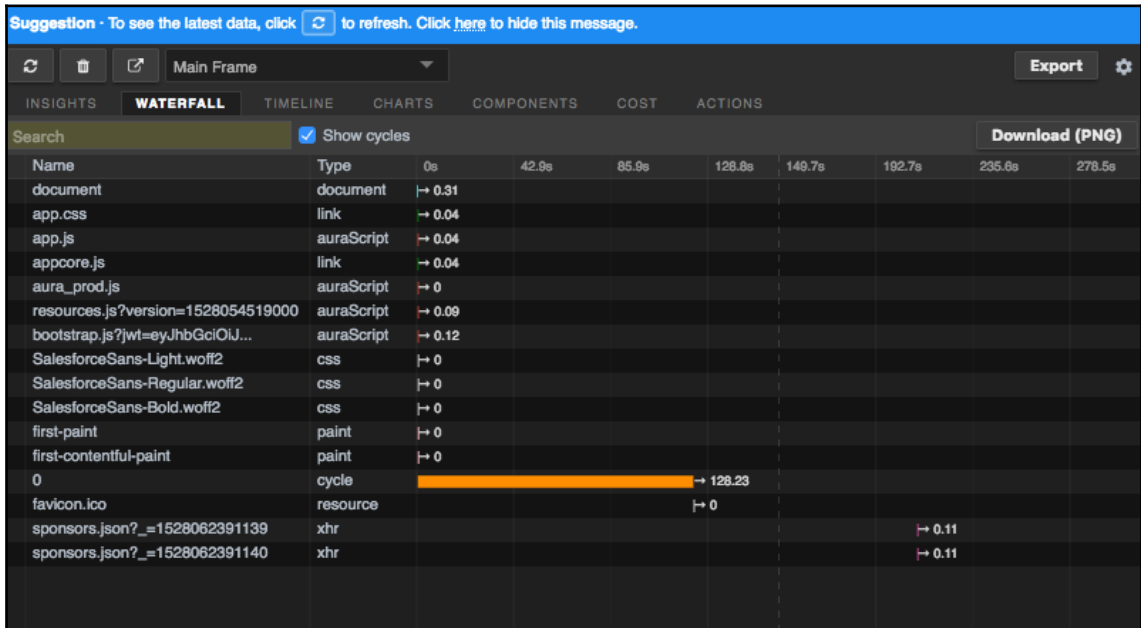 Suggestion · To see the latest data, click to refresh. Click here to hide this message.
Main Frame Export
INSIGHTS WATERFALL TIMELINE CHARTS COMPONENTS COST ACTIONS
Search Show cycles Download (PNG)
Name Type 0s 42.9s 85.9s 128.8s 149.7s 192.7s 235.6s 278.5s
document document 0.31
app.css link 0.04
app.js auraScript 0.04
appcore.js link 0.04
aura_prod.js auraScript 0
resources.js?version=1528054519000 auraScript 0.09
bootstrap.js?jwt=eyJhbGciOiJ... auraScript 0.12
SalesforceSans-Light.woff2 css 0
SalesforceSans-Regular.woff2 css 0
SalesforceSans-Bold.woff2 css 0
first-paint paint 0
first-contentful-paint paint 0
0 cycle 128.23
favicon.ico resource 0
sponsors.json?_=1528062391139 xhr 0.11
sponsors.json?_=1528062391140 xhr 0.11